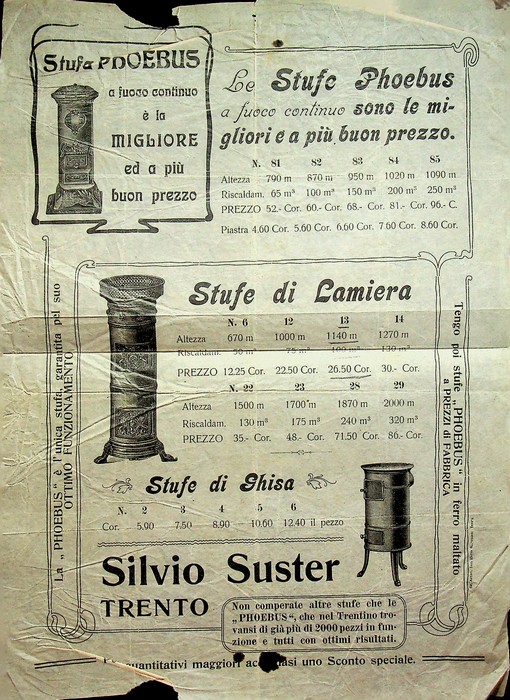 Stufa PHOEBUS
a fuoco continuo
è la
MIGLIORE
ed a più
buon prezzo
Le Stufe Phoebus
a fuoco continuo sono le mi-
gliori e a più buon prezzo.
N. 81 82 83 84 85
Altezza 790 m 870 m 950 m 1020 m 1090 m
Riscaldam. 65 m³ 100 m³ 150 m³ 200 m³ 250 m³
PREZZO 52.- Cor. 60.- Cor. 68.- Cor. 81.- Cor. 96.- C.
Piastra 4.60 Cor. 5.60 Cor. 6.60 Cor. 7.60 Cor. 8.60 Cor.
La „PHOEBUS“ è l'unica stufa garantita pel suo
OTTIMO FUNZIONAMENTO
Stufe di Lamiera
N. 6 12 13 14
Altezza 670 m 1000 m 1140 m 1270 m
Riscaldam. 50 m³ 75 m³ 100 m³ 130 m³
PREZZO 12.25 Cor. 22.50 Cor. 26.50 Cor. 30.- Cor.
N. 22 23 28 29
Altezza 1500 m 1700 m 1870 m 2000 m
Riscaldam. 130 m³ 175 m³ 240 m³ 320 m³
PREZZO 35.- Cor. 48.- Cor. 71.50 Cor. 86.- Cor.
Tengo poi stufe „PHOEBUS“ in ferro maltato
a PREZZI di FABBRICA
Stufe di Ghisa
N. 2 3 4 5 6
Cor. — 5.90 7.50 8.90 — 10.60 12.40 il pezzo
Silvio Suster
TRENTO
Non comperate altre stufe che le
„PHOEBUS“, che nel Trentino tro-
vansi di già più di 2000 pezzi in fun-
zione e tutti con ottimi risultati.
quantitativi maggiori uno Sconto speciale.